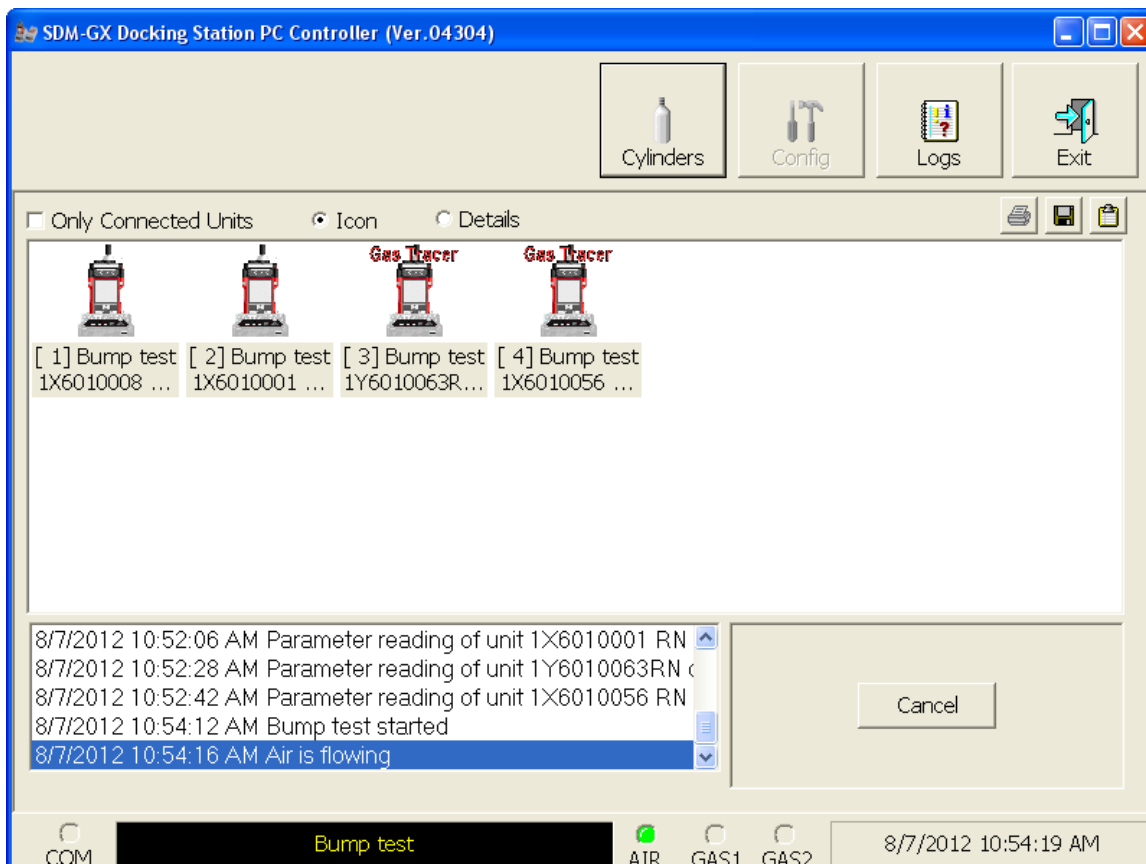 SDM-GX Docking Station PC Controller (Ver.04304)
Cylinders
Config
Logs
Exit
Only Connected Units
Icon
Details
Gas Tracer
Gas Tracer
[ 1] Bump test
1X6010008 ...
[ 2] Bump test
1X6010001 ...
[ 3] Bump test
1Y6010063R...
[ 4] Bump test
1X6010056 ...
8/7/2012 10:52:06 AM Parameter reading of unit 1X6010001 RN
8/7/2012 10:52:28 AM Parameter reading of unit 1Y6010063RN
8/7/2012 10:52:42 AM Parameter reading of unit 1X6010056 RN
8/7/2012 10:54:12 AM Bump test started
8/7/2012 10:54:16 AM Air is flowing
Cancel
COM
Bump test
AIR
GAS1
GAS2
8/7/2012 10:54:19 AM